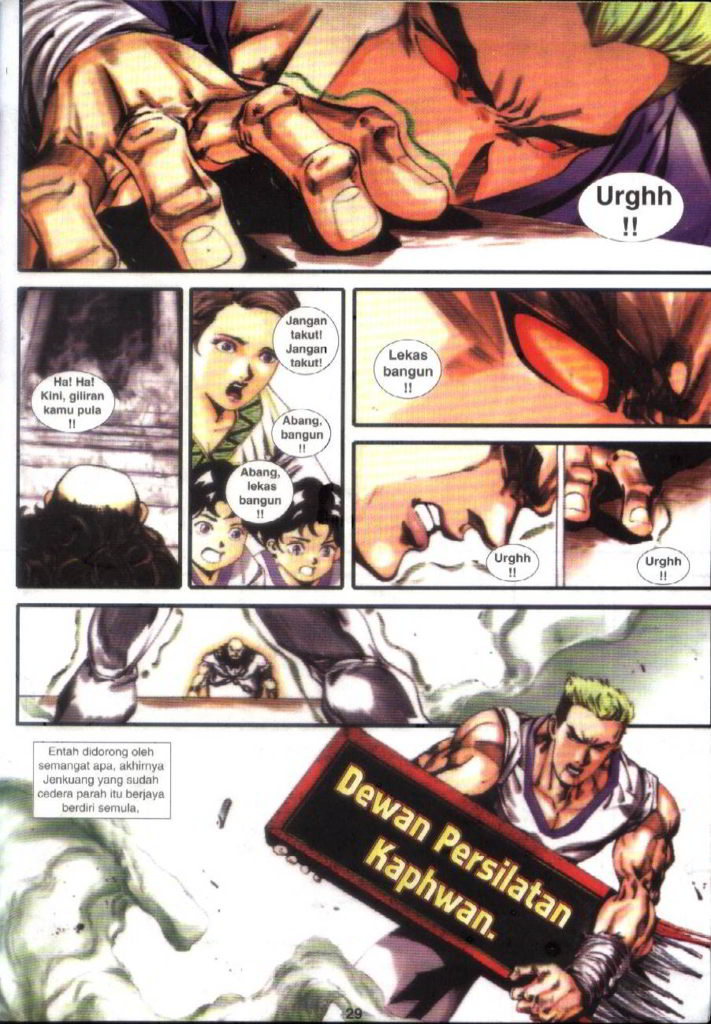 Urghh
!!
Ha! Ha!
Kini, giliran
kamu pula
!!
Jangan
takut!
Jangan
takut!
Abang,
bangun
!!
Abang,
lekas
bangun
!!
Lekas
bangun
!!
Urghh
!!
Urghh
!!
Entah didorong oleh
semangat apa, akhirnya
Jenkuang yang sudah
cedera parah itu berjaya
berdiri semula,
Dewan Persilatan
Kaphwan.
29